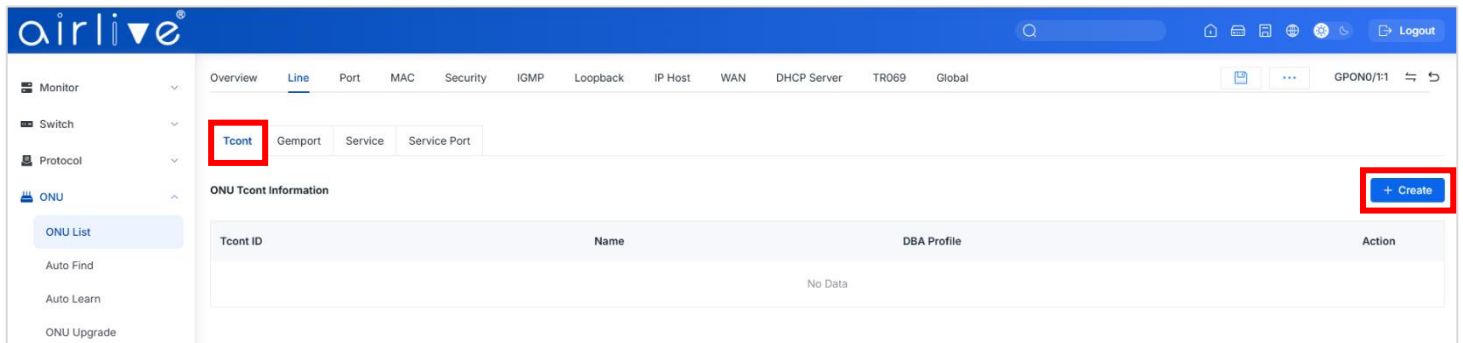 airlive®
Logout
Monitor
Switch
Protocol
ONU
ONU List
Auto Find
Auto Learn
ONU Upgrade
Overview Line Port MAC Security IGMP Loopback IP Host WAN DHCP Server TR069 Global
... GPON0/1:1
Tcont Gemport Service Service Port
ONU Tcont Information
+ Create
Tcont ID Name DBA Profile Action
No Data